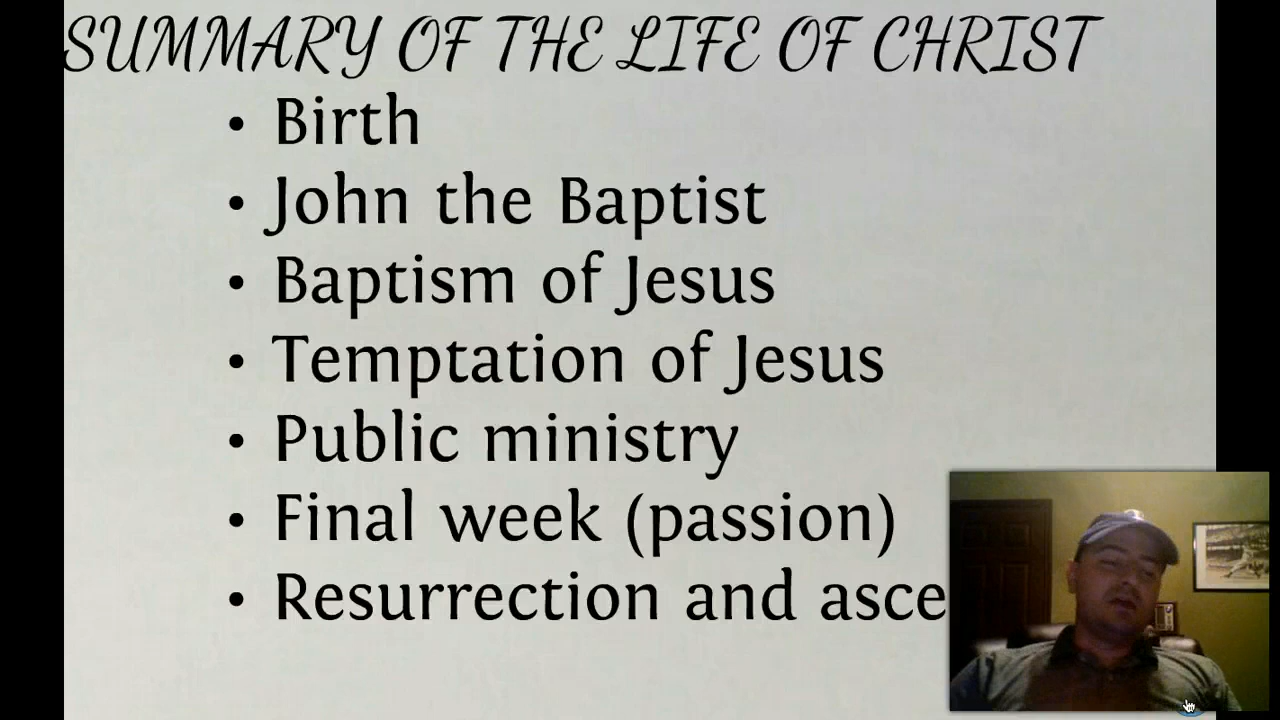 SUMMARY OF THE LIFE OF CHRIST
• Birth
• John the Baptist
• Baptism of Jesus
• Temptation of Jesus
• Public ministry
• Final week (passion)
• Resurrection and asce